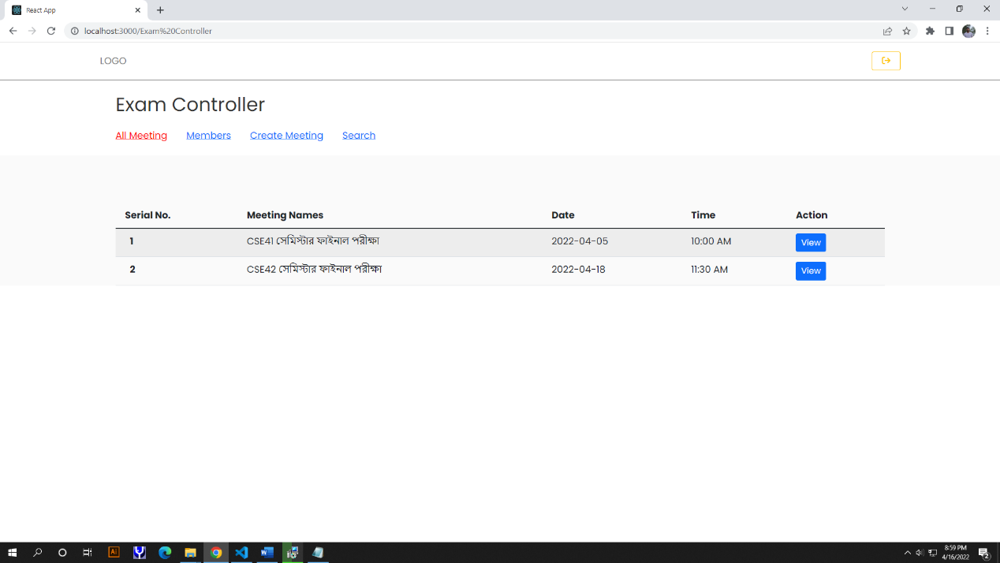 React App
localhost:3000/Exam%20Controller
LOGO
Exam Controller
All Meeting Members Create Meeting Search
Serial No. Meeting Names Date Time Action
1 CSE41 সেমিস্টার ফাইনাল পরীক্ষা 2022-04-05 10:00 AM View
2 CSE42 সেমিস্টার ফাইনাল পরীক্ষা 2022-04-18 11:30 AM View
Ai
8:59 PM
4/16/2022
2